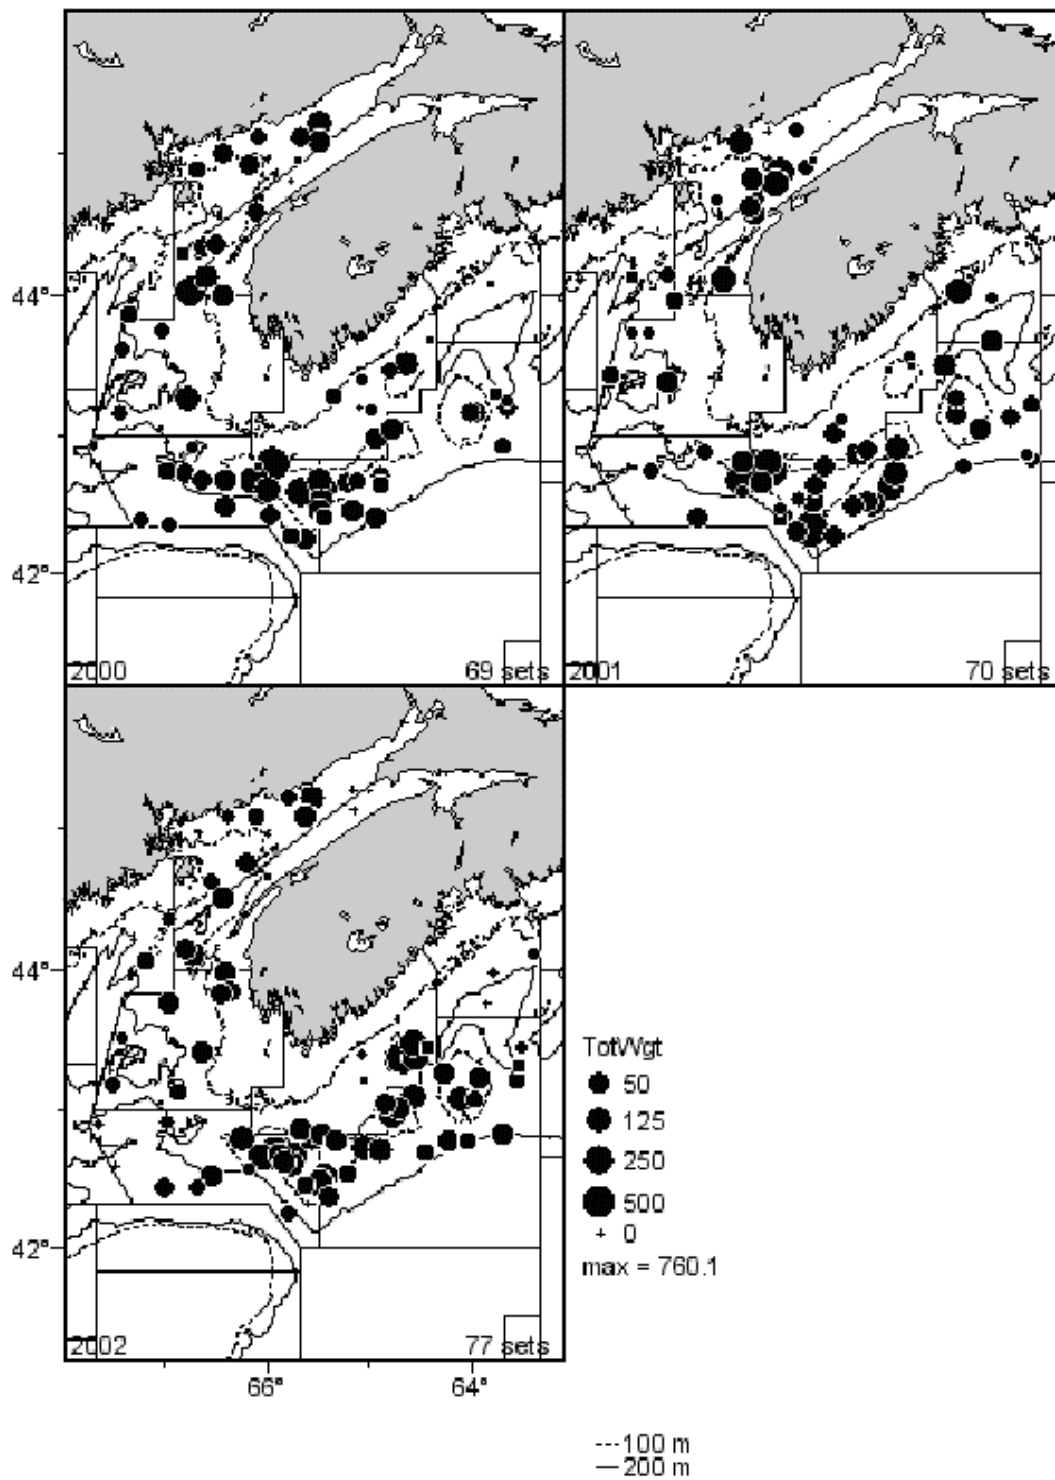 44°
42°
2000 69 sets
2001 70 sets
44°
42°
2002 77 sets
66° 64°
TotWgt
50
125
250
500
+ 0
max = 760.1
---- 100 m
— 200 m